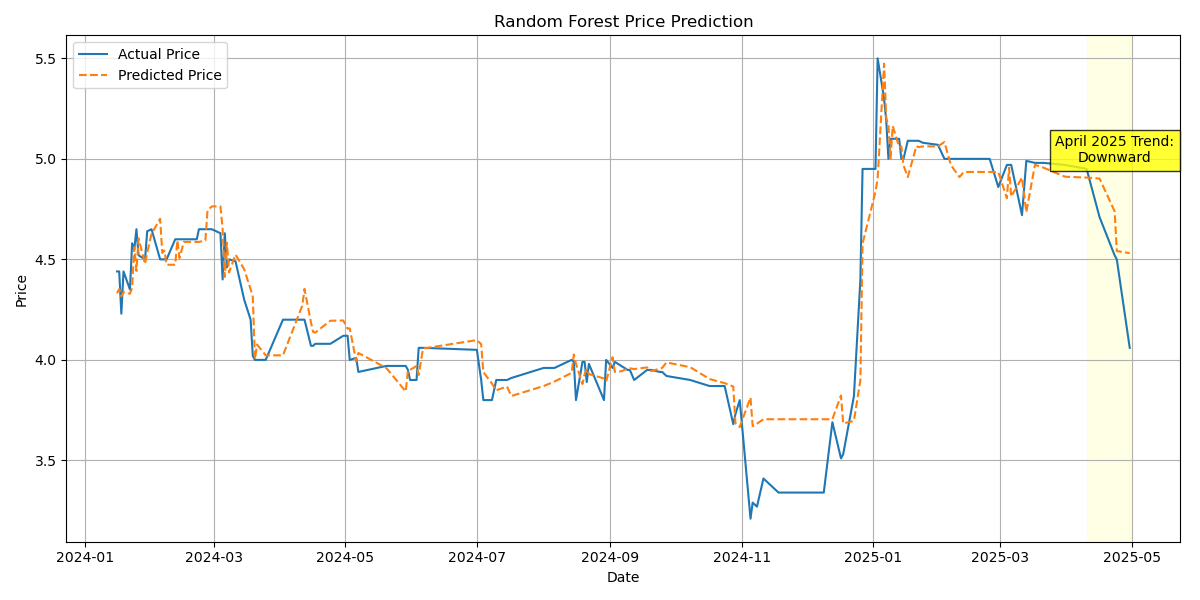 Random Forest Price Prediction
Actual Price
Predicted Price
April 2025 Trend:
Downward
5.5
5.0
4.5
4.0
3.5
Price
2024-01
2024-03
2024-05
2024-07
2024-09
2024-11
2025-01
2025-03
2025-05
Date